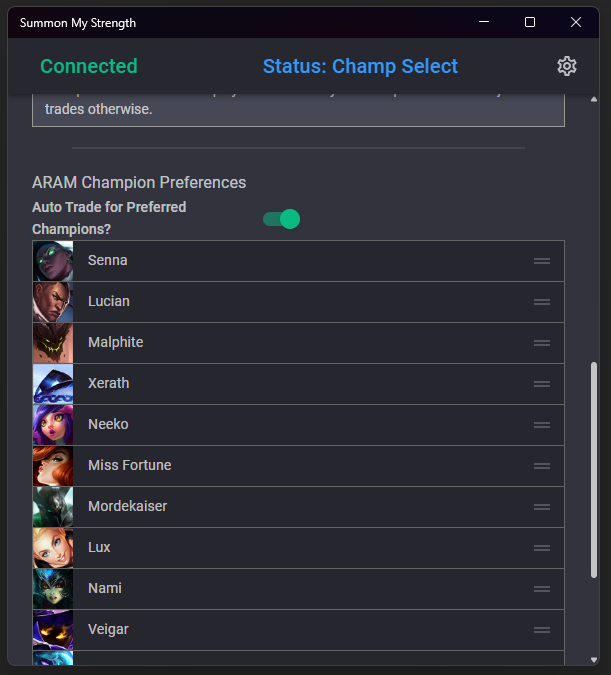 Summon My Strength
Connected
Status: Champ Select
trades otherwise.
ARAM Champion Preferences
Auto Trade for Preferred
Champions?
Senna
Lucian
Malphite
Xerath
Neeko
Miss Fortune
Mordekaiser
Lux
Nami
Veigar